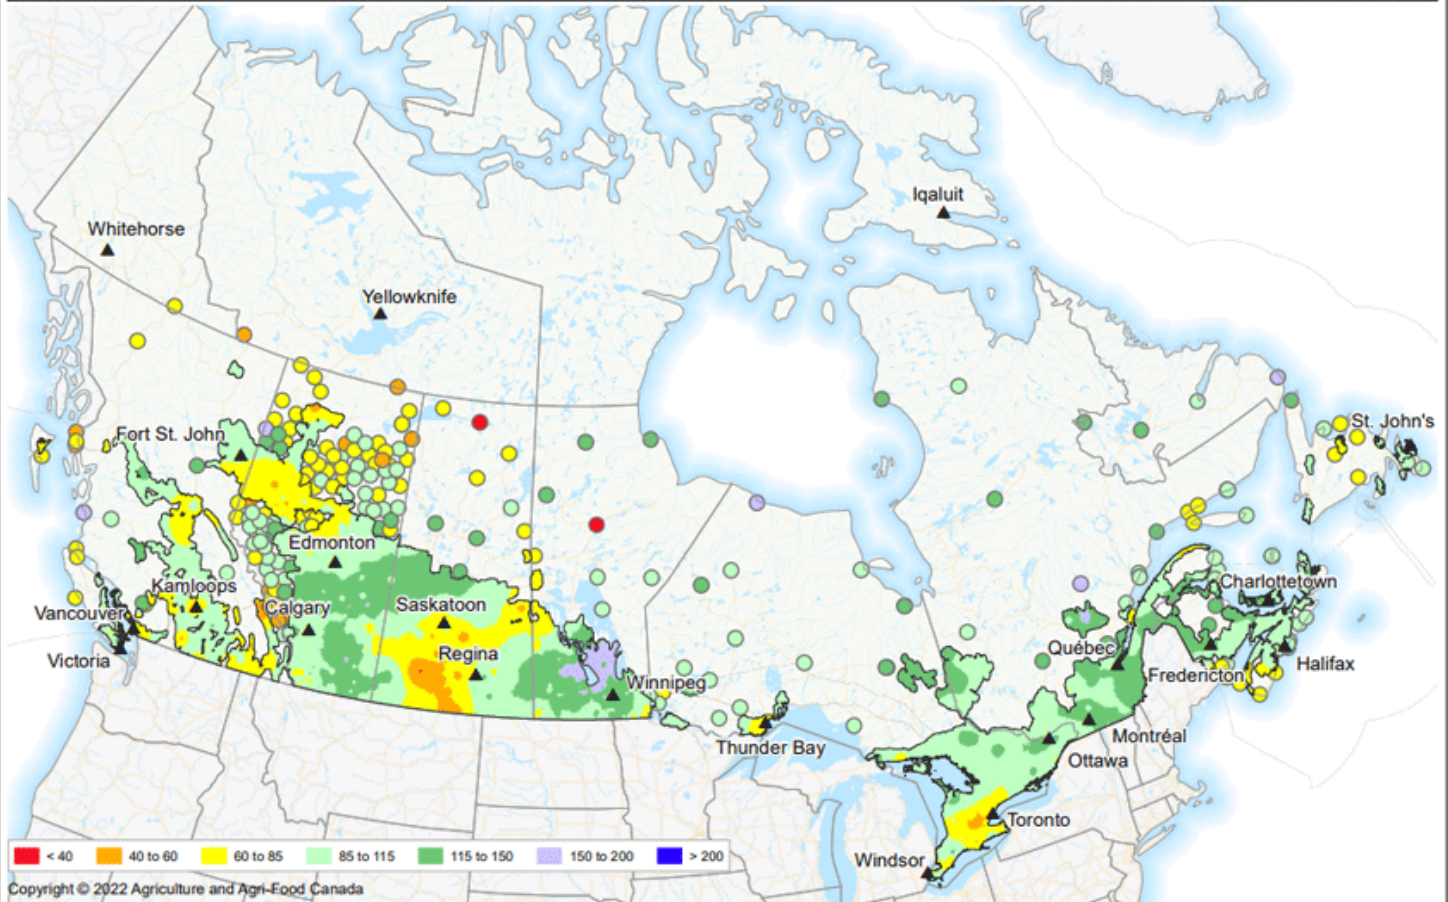 Iqaluit
Whitehorse
Yellowknife
St. John's
Fort St. John
Edmonton
Charlottetown
Kamloops
Calgary
Saskatoon
Vancouver
Québec
Regina
Victoria
Halifax
Fredericton
Winnipeg
Montréal
Thunder Bay
Ottawa
Toronto
Windsor
< 40 40 to 60 60 to 85 85 to 115 115 to 150 150 to 200 > 200
Copyright © 2022 Agriculture and Agri-Food Canada